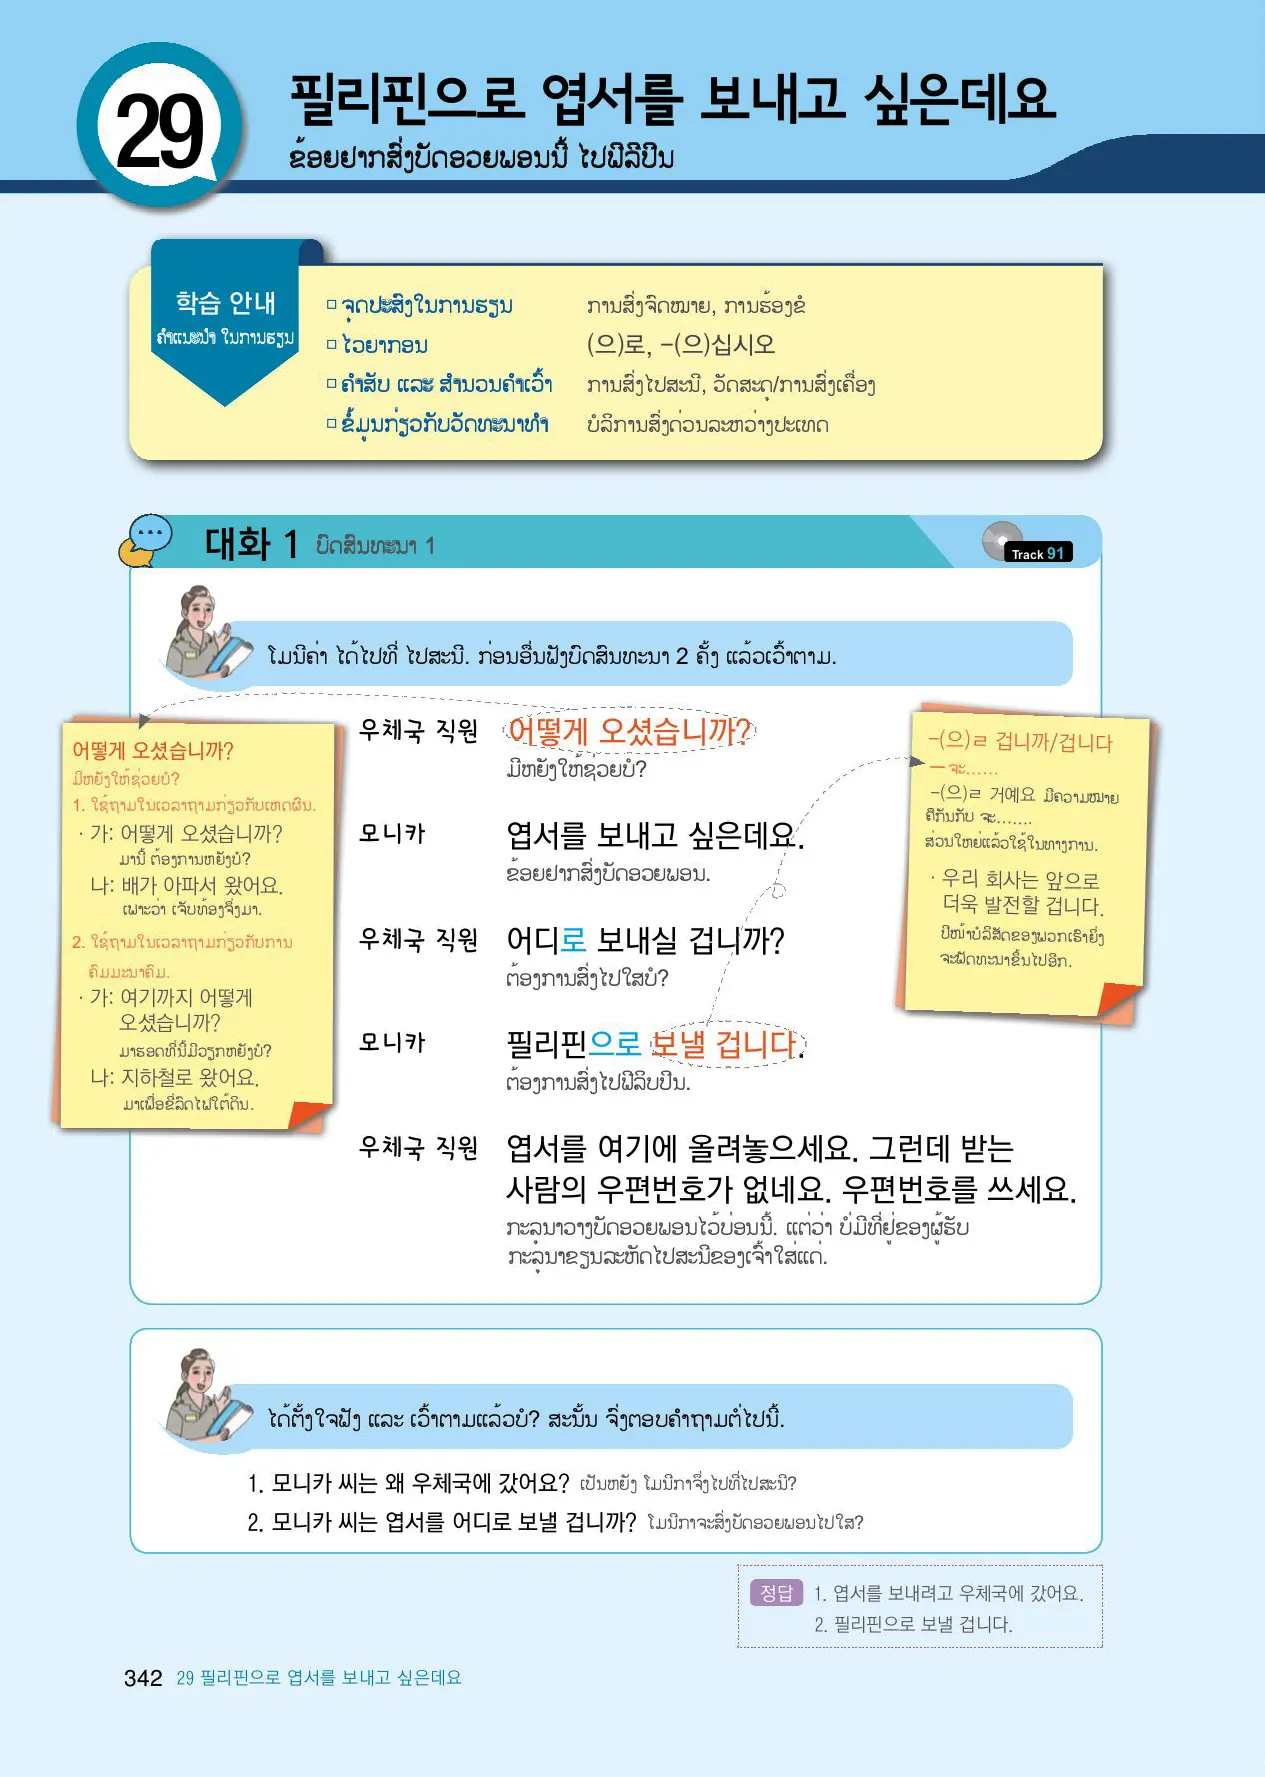 29
필리핀으로 엽서를 보내고 싶은데요
ຂ້ອຍຢາກສົ່ງບັດອວຍພອນນີ້ ໄປຟີລີປິນ
학습 안내
ຄຳແນະນຳ ໃນການຮຽນ
□ ຈຸດປະສົງໃນການຮຽນ ການສົ່ງຈົດໝາຍ, ການຮ້ອງຂໍ
□ ໄວຍາກອນ (으)로, -(으)십시오
□ ຄຳສັບ ແລະ ສຳນວນຄຳເວົ້າ ການສົ່ງໄປສະນີ, ວັດສະດຸ/ການສົ່ງເຄື່ອງ
□ ຂໍ້ມູນກ່ຽວກັບວັດທະນາທຳ ບໍລິການສົ່ງດ່ວນລະຫວ່າງປະເທດ
대화 1 ບົດສົນທະນາ 1
Track 91
ໂມນີຄ່າ ໄດ້ໄປທີ່ ໄປສະນີ. ກ່ອນອື່ນຟັງບົດສົນທະນາ 2 ຄັ້ງ ແລ້ວເວົ້າຕາມ.
어떻게 오셨습니까?
ມີຫຍັງໃຫ້ຊ່ວຍບໍ?
1. ໃຊ້ຖາມໃນເວລາຖາມກ່ຽວກັບເຫດຜົນ.
· 가: 어떻게 오셨습니까?
ມານີ້ ຕ້ອງການຫຍັງບໍ?
나: 배가 아파서 왔어요.
ເພາະວ່າ ເຈັບທ້ອງຈຶ່ງມາ.
2. ໃຊ້ຖາມໃນເວລາຖາມກ່ຽວກັບການ
ຄົມມະນາຄົມ.
· 가: 여기까지 어떻게
오셨습니까?
ມາຮອດທີ່ນີ້ມີວຽກຫຍັງບໍ?
나: 지하철로 왔어요.
ມາເພື່ອຂີ່ລົດໄຟໃຕ້ດິນ.
우체국 직원 어떻게 오셨습니까?
ມີຫຍັງໃຫ້ຊ່ວຍບໍ?
모니카 엽서를 보내고 싶은데요.
ຂ້ອຍຢາກສົ່ງບັດອວຍພອນ.
우체국 직원 어디로 보내실 겁니까?
ຕ້ອງການສົ່ງໄປໃສບໍ?
모니카 필리핀으로 보낼 겁니다.
ຕ້ອງການສົ່ງໄປຟີລິບປິນ.
우체국 직원 엽서를 여기에 올려놓으세요. 그런데 받는
사람의 우편번호가 없네요. 우편번호를 쓰세요.
ກະລຸນາວາງບັດອວຍພອນໄວ້ບ່ອນນີ້. ແຕ່ວ່າ ບໍ່ມີທີ່ຢູ່ຂອງຜູ້ຮັບ
ກະລຸນາຂຽນລະຫັດໄປສະນີຂອງເຈົ້າໃສ່ແດ່.
-(으)ㄹ 겁니까/겁니다
ー ຈະ……
-(으)ㄹ 거예요 ມີຄວາມໝາຍ
ຄືກັນກັບ ຈະ…….
ສ່ວນໃຫຍ່ແລ້ວໃຊ້ໃນທາງການ.
· 우리 회사는 앞으로
더욱 발전할 겁니다.
ປີໜ້າບໍລິສັດຂອງພວກເຮົາຍິ່ງ
ຈະພັດທະນາຂຶ້ນໄປອີກ.
ໄດ້ຕັ້ງໃຈຟັງ ແລະ ເວົ້າຕາມແລ້ວບໍ? ສະນັ້ນ ຈົ່ງຕອບຄຳຖາມຕໍ່ໄປນີ້.
1. 모니카 씨는 왜 우체국에 갔어요? ເປັນຫຍັງ ໂມນີກາຈຶ່ງໄປທີ່ໄປສະນີ?
2. 모니카 씨는 엽서를 어디로 보낼 겁니까? ໂມນີກາຈະສົ່ງບັດອວຍພອນໄປໃສ?
정답 1. 엽서를 보내려고 우체국에 갔어요.
2. 필리핀으로 보낼 겁니다.
342 29 필리핀으로 엽서를 보내고 싶은데요